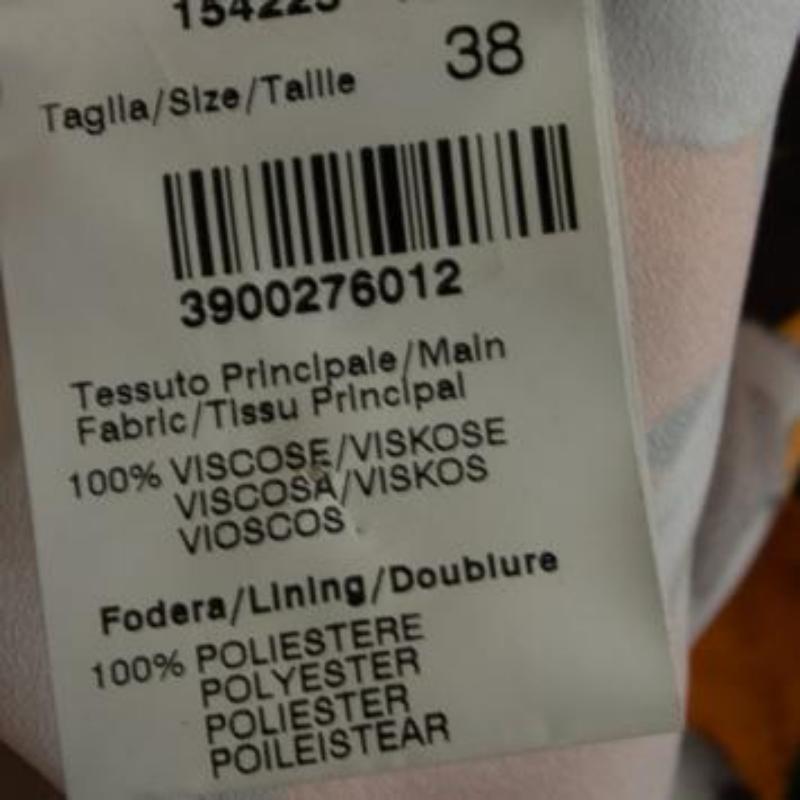 154223
38
Taglia/Size/Taille
3900276012
Tessuto Principale/Main
Fabric/Tissu Principal
100% VISCOSE/VISKOSE
VISCOSA/VISKOS
VIOSCOS
Fodera/Lining/Doublure
100% POLIESTERE
POLYESTER
POLIESTER
POILEISTEAR